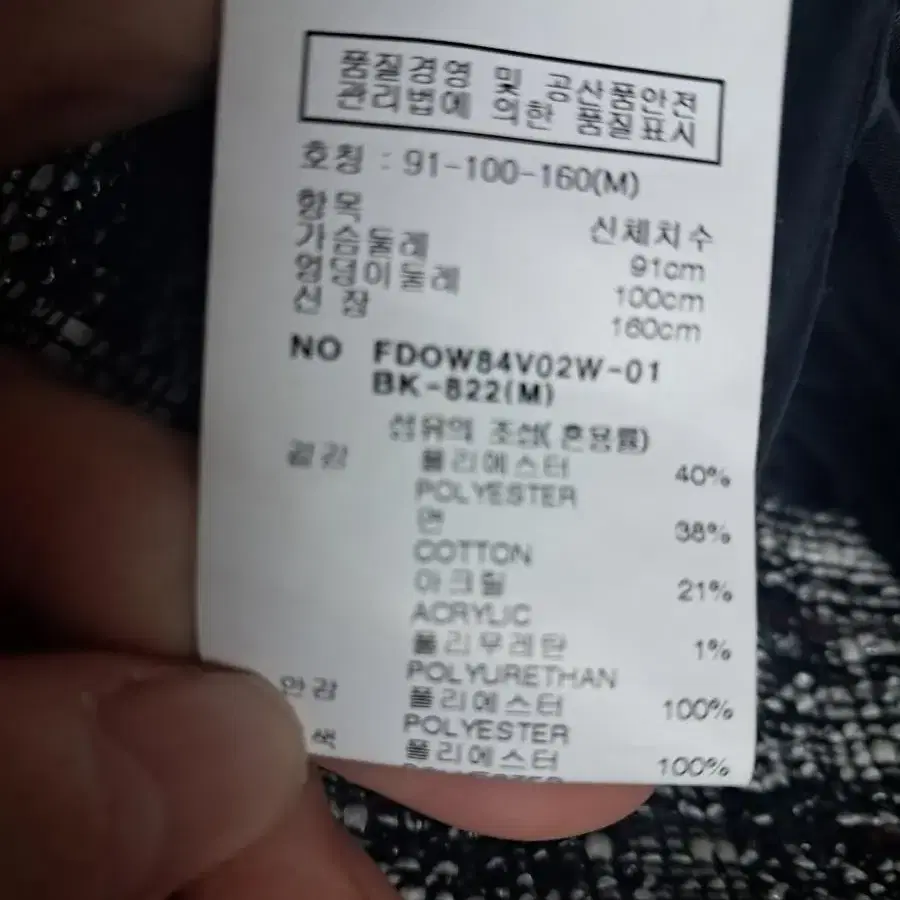 품질경영 및 공산품안전
관리법에 의한 품질표시
호칭 : 91-100-160(M)
항목 신체치수
가슴둘레 91cm
엉덩이둘레 100cm
신 장 160cm
NO FDOW84V02W-01
BK-822(M)
섬유의 조성(혼용률)
겉감 폴리에스터 40%
POLYESTER
면 38%
COTTON
아크릴 21%
ACRYLIC
폴리우레탄 1%
POLYURETHAN
안감 폴리에스터 100%
POLYESTER
폴리에스터 100%
POLYESTER